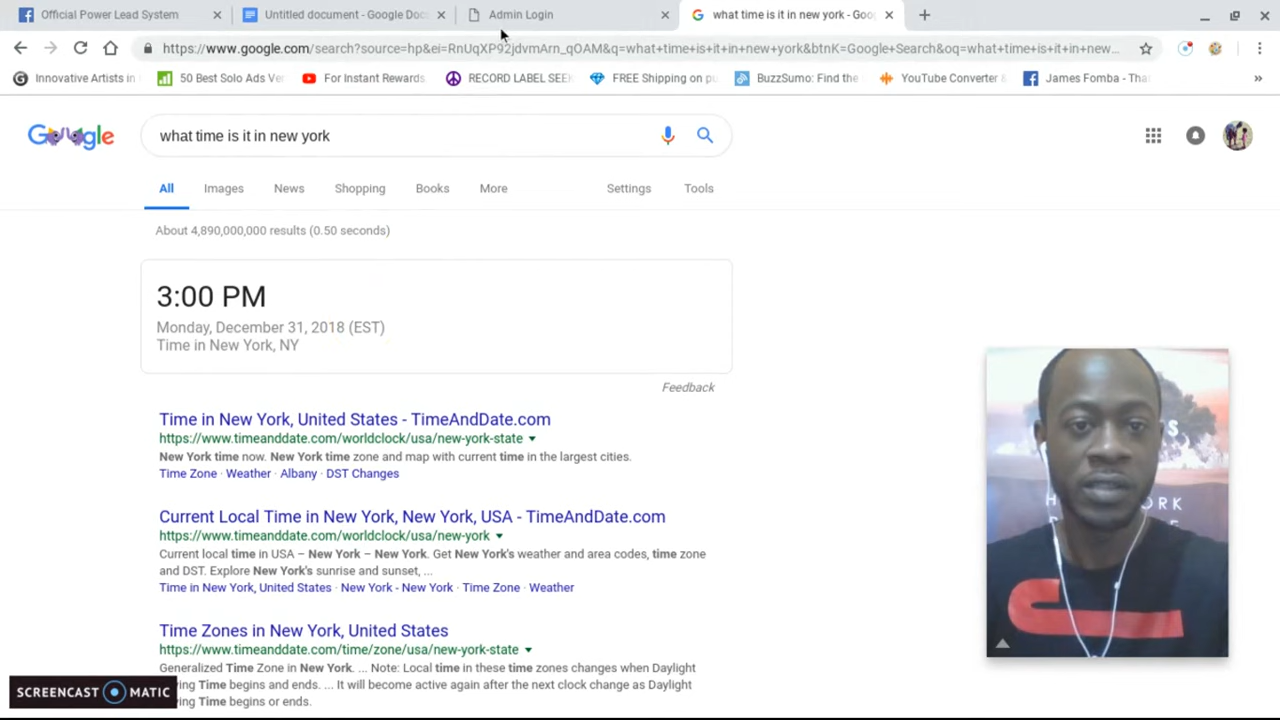 Official Power Lead System
Untitled document - Google Doc
Admin Login
what time is it in new york - Goo
https://www.google.com/search?source=hp&ei=RnUqXP92jdvmArn_qOAM&q=what+time+is+it+in+new+york&btnK=Google+Search&oq=what+time+is+it+in+new...
Innovative Artists in
50 Best Solo Ads Ve
For Instant Rewards.
RECORD LABEL SEEK
FREE Shipping on pu
BuzzSumo: Find the
YouTube Converter &
James Fomba - Tha
»
Google
what time is it in new york
All
Images
News
Shopping
Books
More
Settings
Tools
About 4,890,000,000 results (0.50 seconds)
3:00 PM
Monday, December 31, 2018 (EST)
Time in New York, NY
Feedback
Time in New York, United States - TimeAndDate.com
https://www.timeanddate.com/worldclock/usa/new-york-state
New York time now. New York time zone and map with current time in the largest cities.
Time Zone · Weather · Albany · DST Changes
Current Local Time in New York, New York, USA - TimeAndDate.com
https://www.timeanddate.com/worldclock/usa/new-york
Current local time in USA – New York – New York. Get New York's weather and area codes, time zone
and DST. Explore New York's sunrise and sunset, ...
Time in New York, United States · New York - New York · Time Zone · Weather
Time Zones in New York, United States
https://www.timeanddate.com/time/zone/usa/new-york-state
Generalized Time Zone in New York. ... Note: Local time in these time zones changes when Daylight
ving Time begins and ends. ... It will become active again after the next clock change as Daylight
ving Time begins or ends.
SCREENCAST MATIC